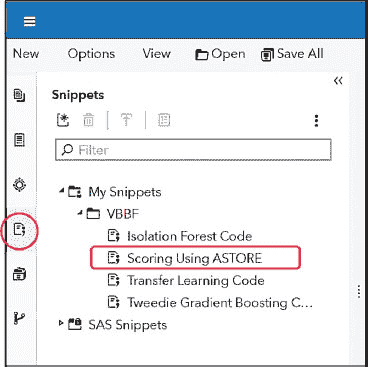 New Options View Open Save All
Snippets
Filter
My Snippets
VBBF
Isolation Forest Code
Scoring Using ASTORE
Transfer Learning Code
Tweedie Gradient Boosting C...
SAS Snippets